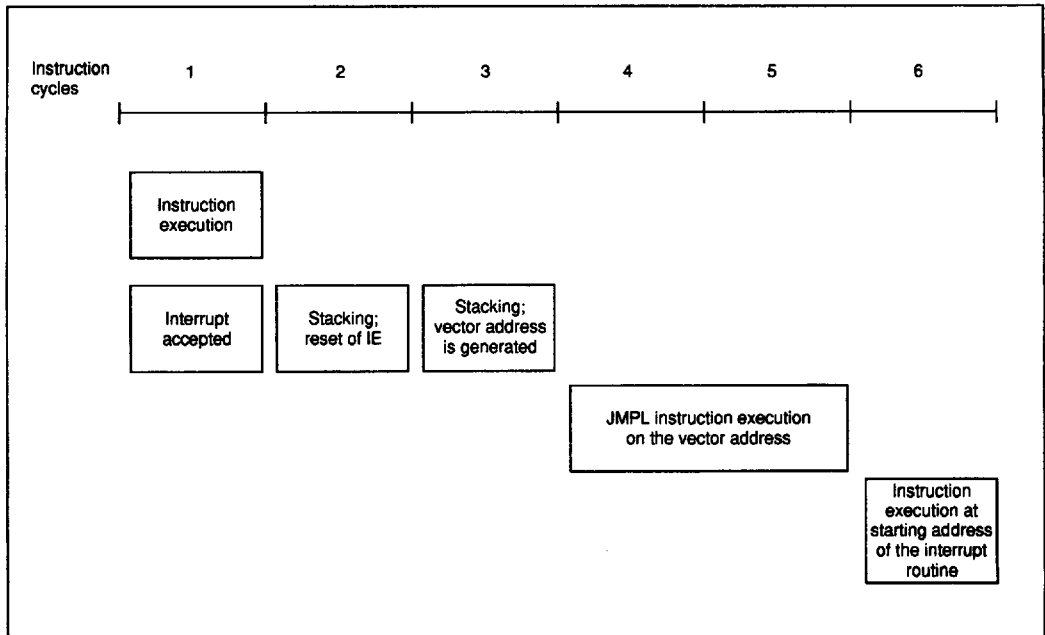 Instruction
cycles
1 2 3 4 5 6
Instruction
execution
Interrupt
accepted
Stacking;
reset of IE
Stacking;
vector address
is generated
JMPL instruction execution
on the vector address
Instruction
execution at
starting address
of the interrupt
routine